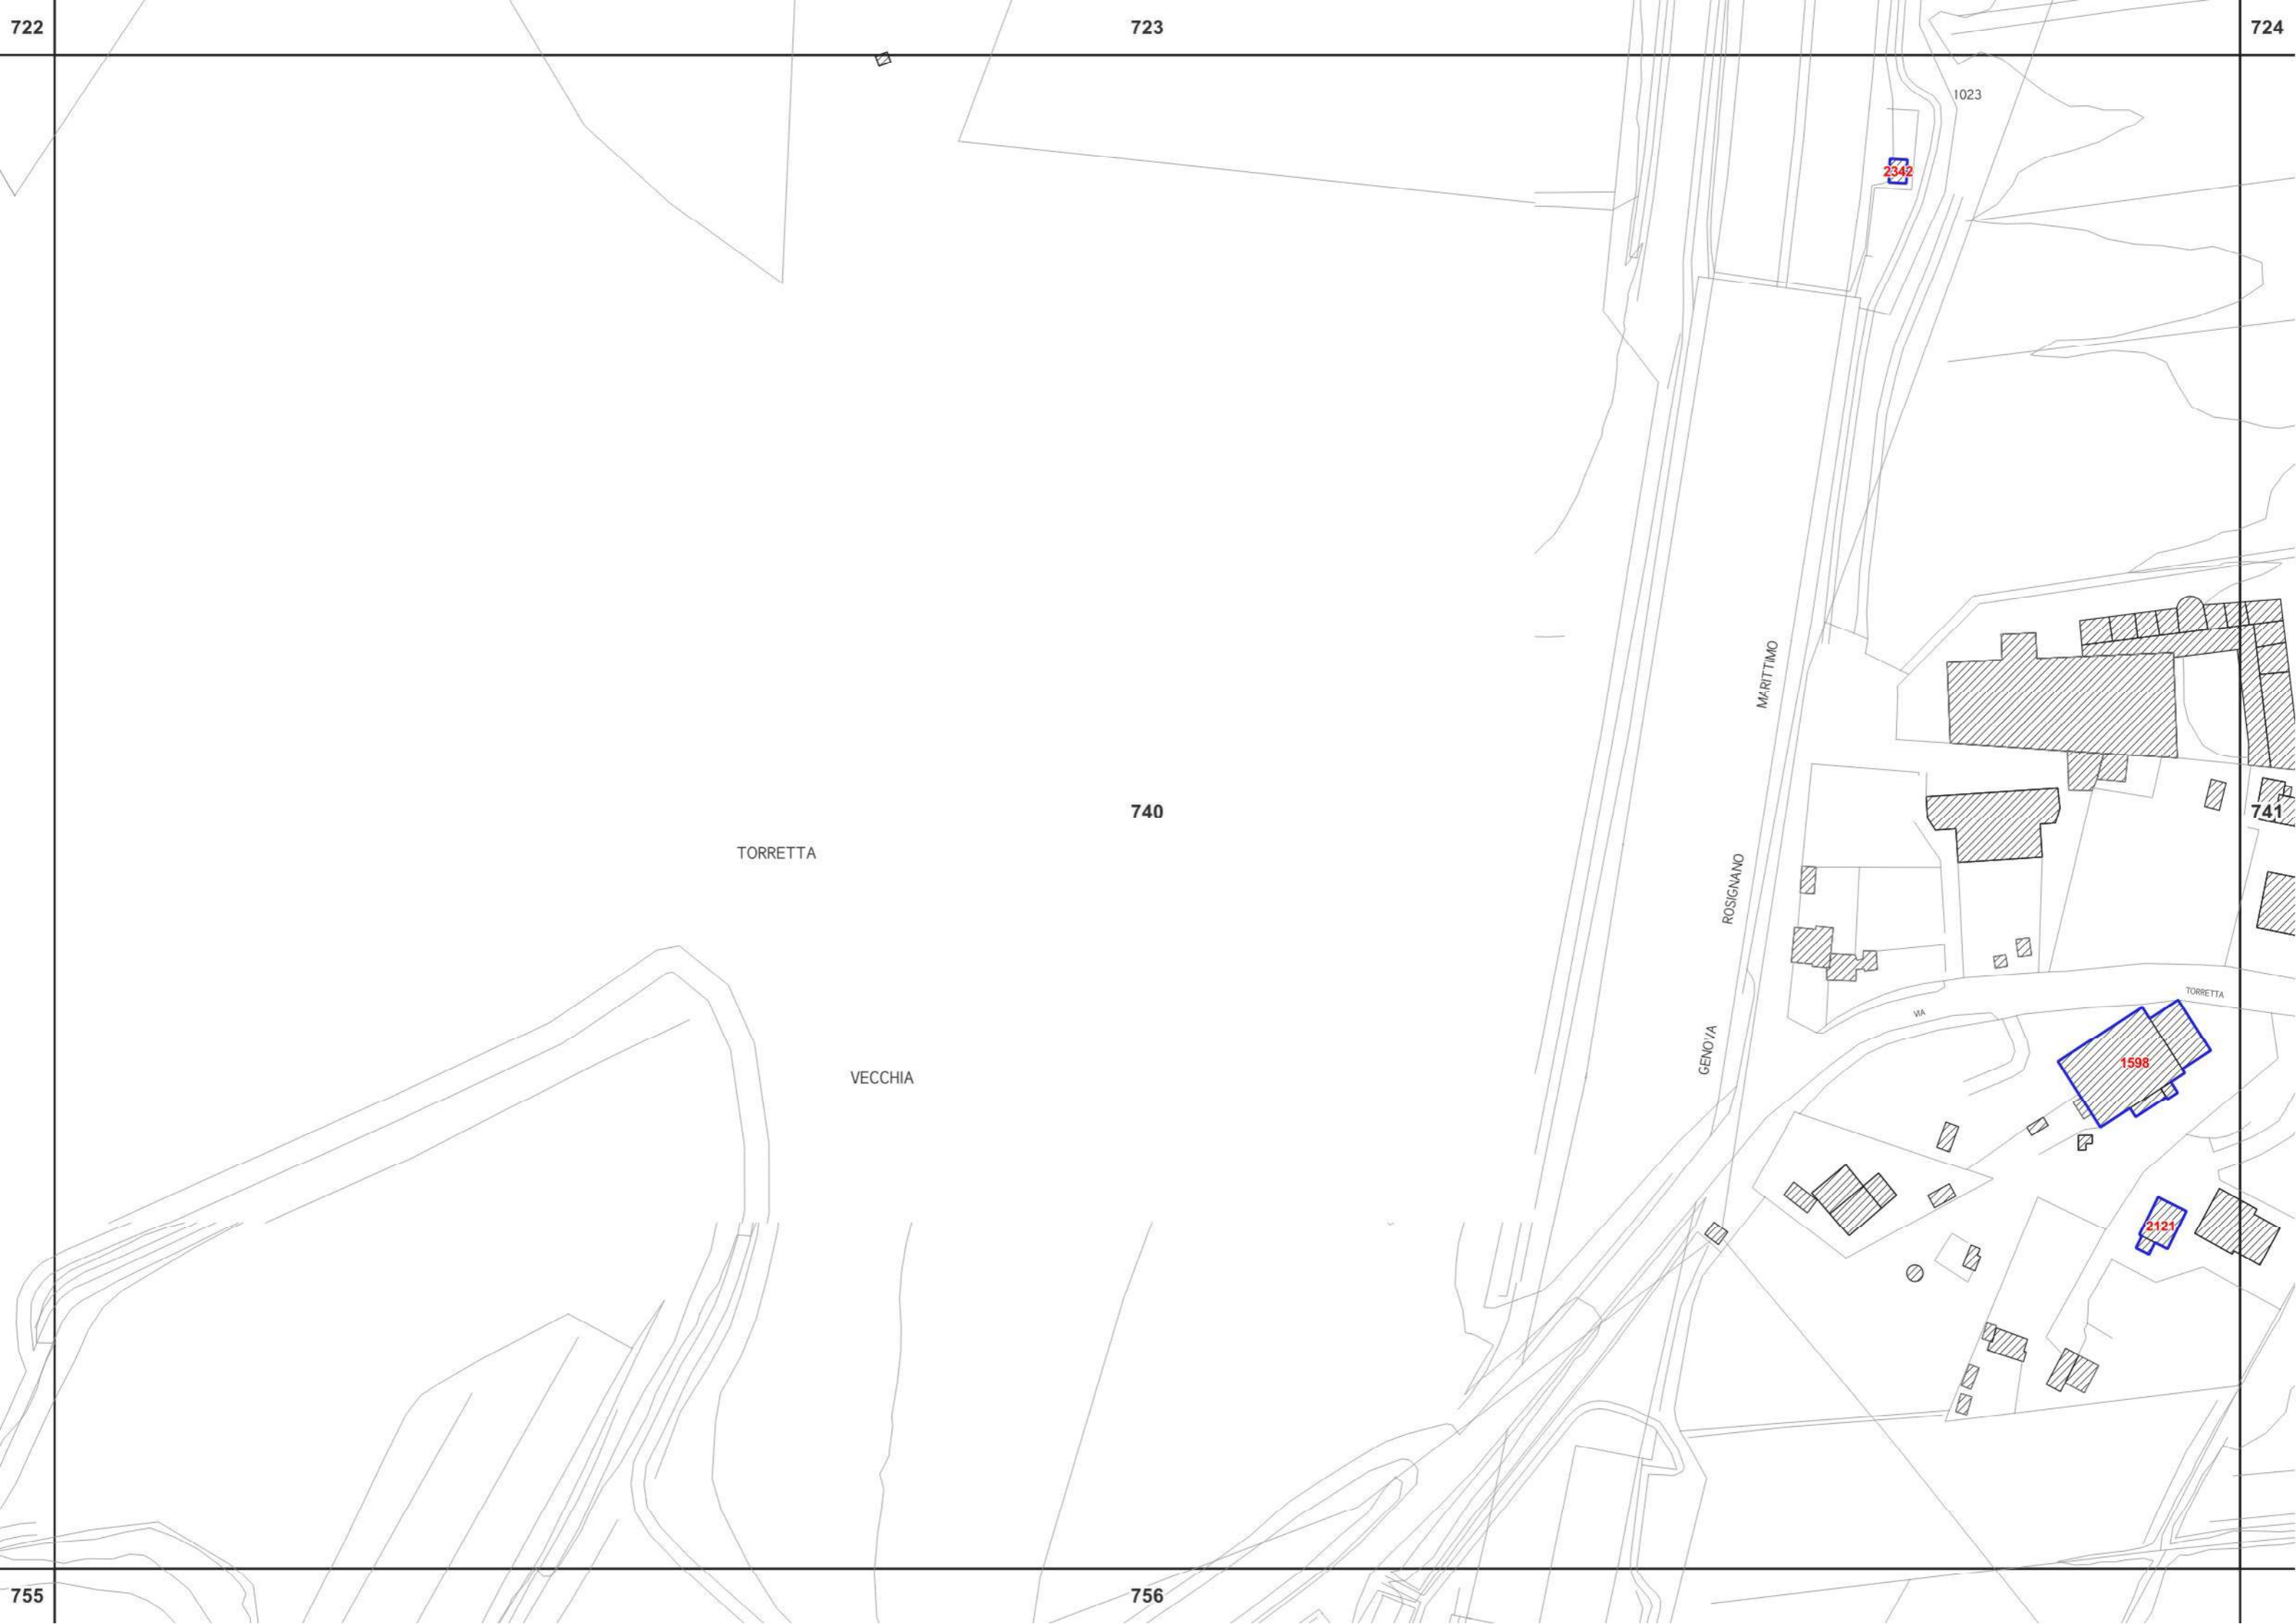 722
723
724
1023
2342
MARITTIMO
740
741
TORRETTA
ROSIGNANO
TORRETTA
VIA
GENOVA
1598
VECCHIA
2121
755
756